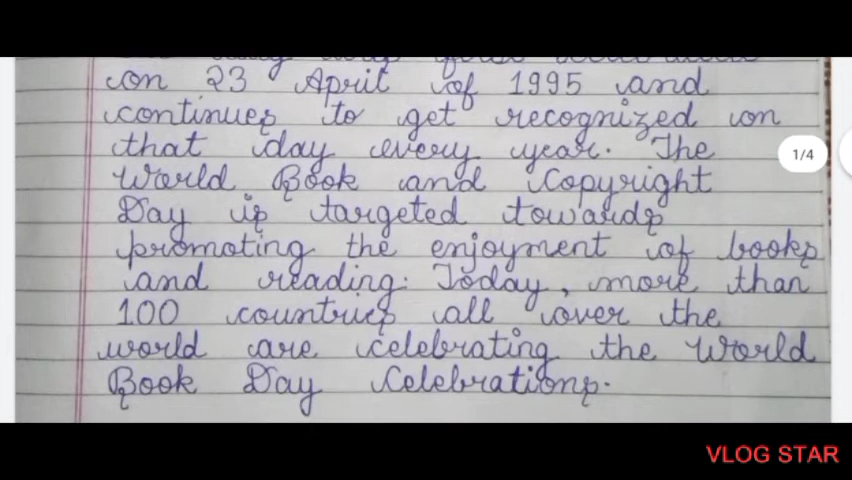 on 23 April of 1995 and
continues to get recognized on
that day every year. The
World Book and Copyright
Day is targeted towards
promoting the enjoyment of books
and reading. Today, more than
100 countries all over the
world are celebrating the World
Book Day Celebrations.
1/4
VLOG STAR